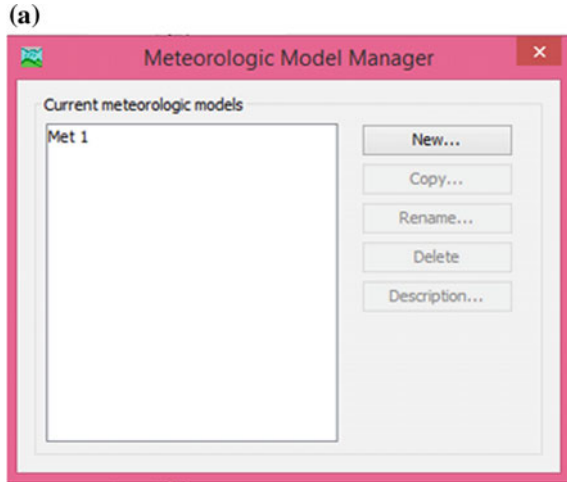 (a)
Meteorologic Model Manager
Current meteorologic models
Met 1
New...
Copy...
Rename...
Delete
Description...